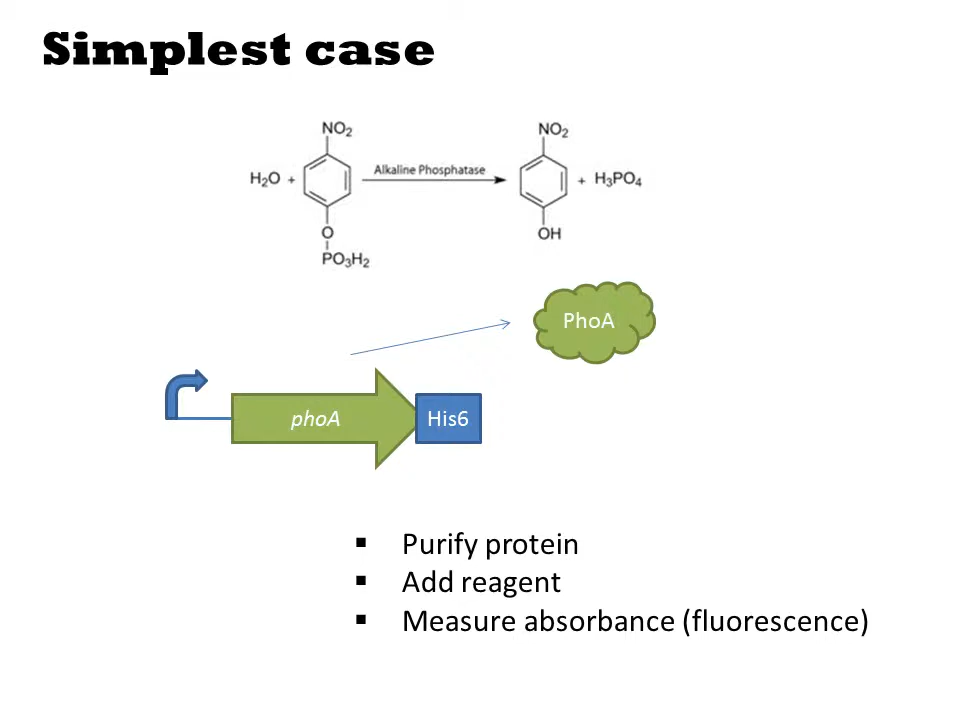 Simplest case
NO2 NO2
H2O + Alkaline Phosphatase + H3PO4
O OH
PO3H2
PhoA
phoA His6
▪ Purify protein
▪ Add reagent
▪ Measure absorbance (fluorescence)